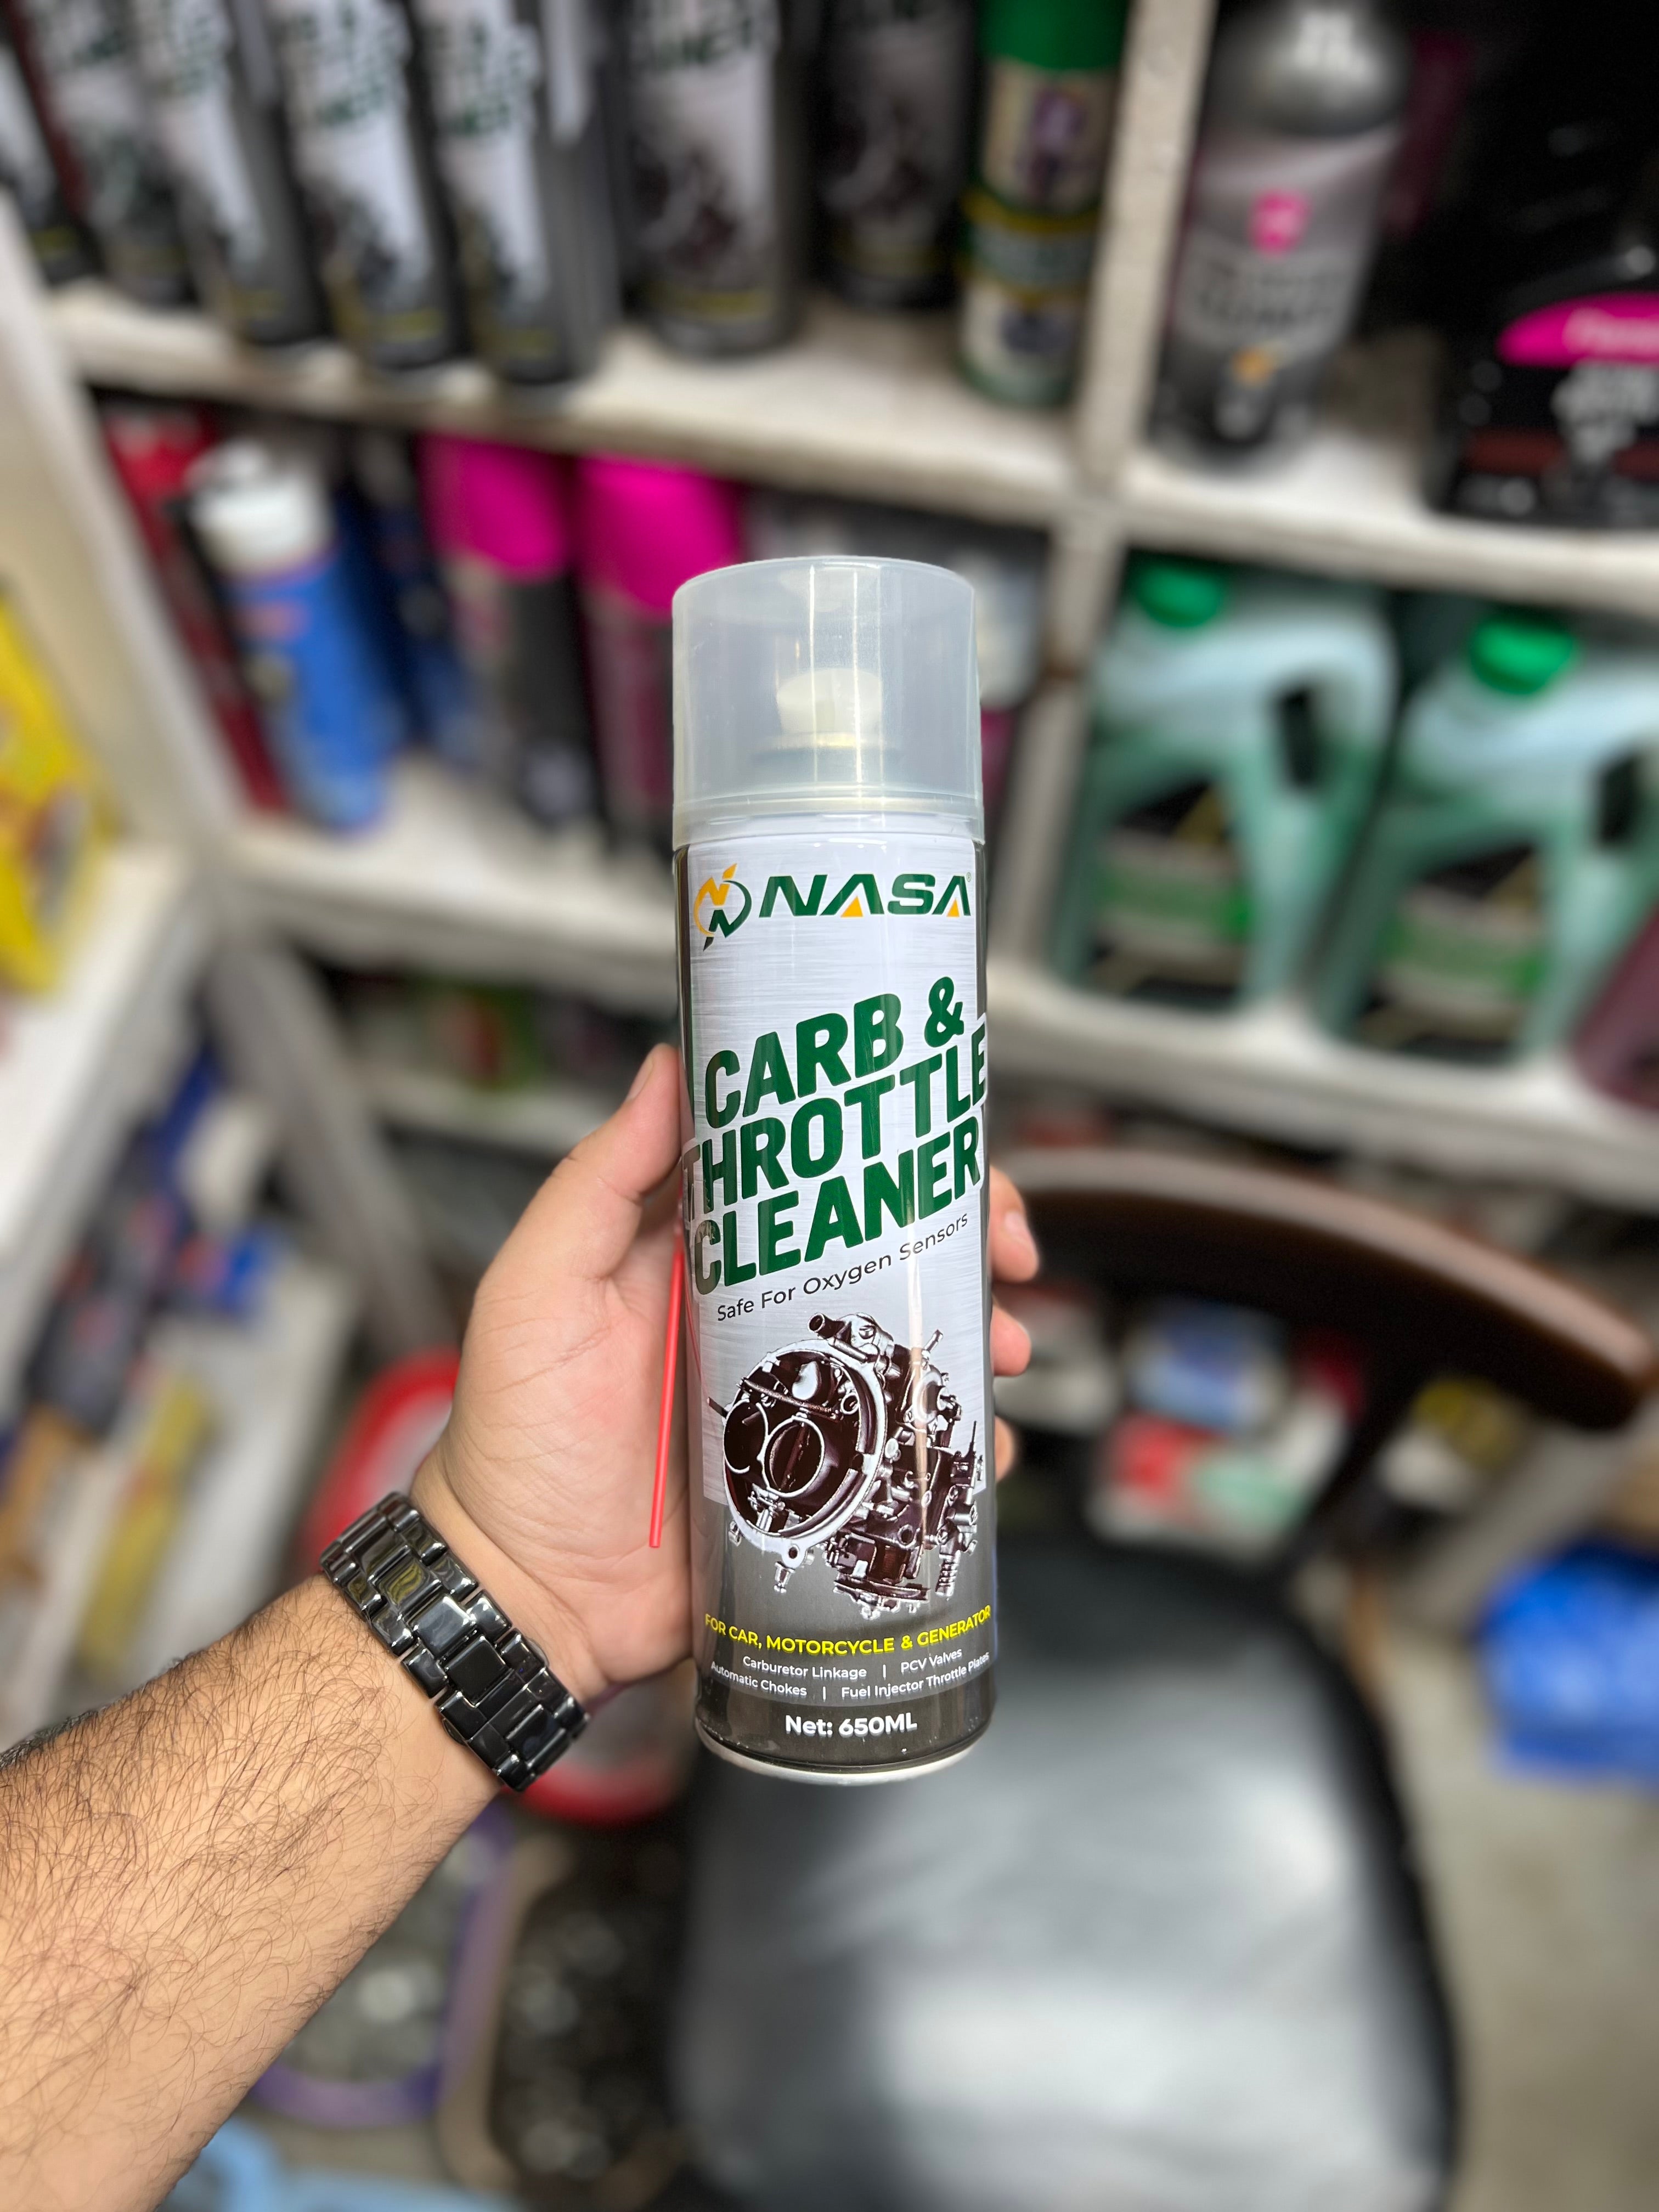 NASA
CARB &
THROTTLE
CLEANER
Safe For Oxygen Sensors
FOR CAR, MOTORCYCLE & GENERATOR
Carburetor Linkage | PCV Valves
Automatic Chokes | Fuel Injector Throttle Plates
Net: 650ML